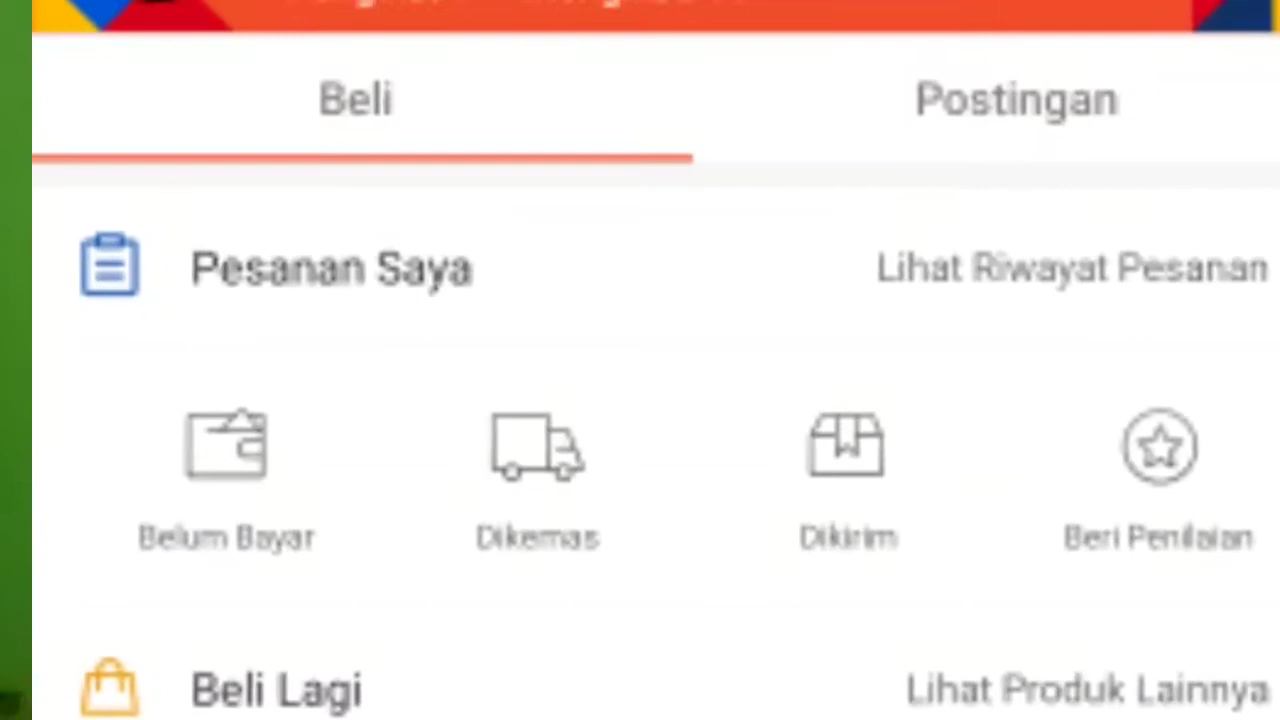 Beli
Postingan
Pesanan Saya
Lihat Riwayat Pesanan
Belum Bayar
Dikemas
Dikirim
Beri Penilaian
Beli Lagi
Lihat Produk Lainnya